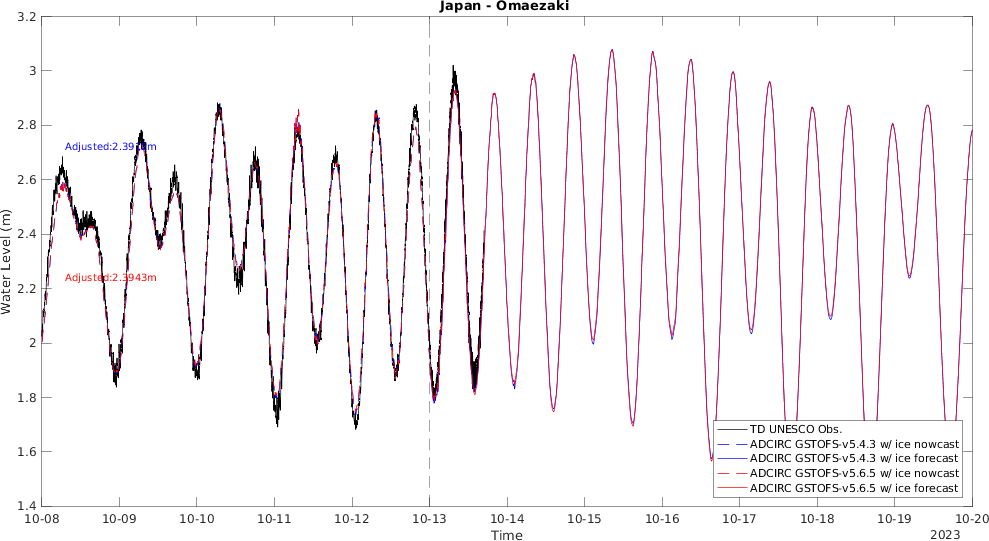 Japan - Omaezaki
Water Level (m)
3.2
3
2.8
2.6
2.4
2.2
2
1.8
1.6
1.4
Adjusted:2.3943m
TD UNESCO Obs.
ADCIRC GSTOFS-v5.4.3 w/ ice nowcast
ADCIRC GSTOFS-v5.4.3 w/ ice forecast
ADCIRC GSTOFS-v5.6.5 w/ ice nowcast
ADCIRC GSTOFS-v5.6.5 w/ ice forecast
10-08 10-09 10-10 10-11 10-12 10-13 10-14 10-15 10-16 10-17 10-18 10-19 10-20
Time
2023